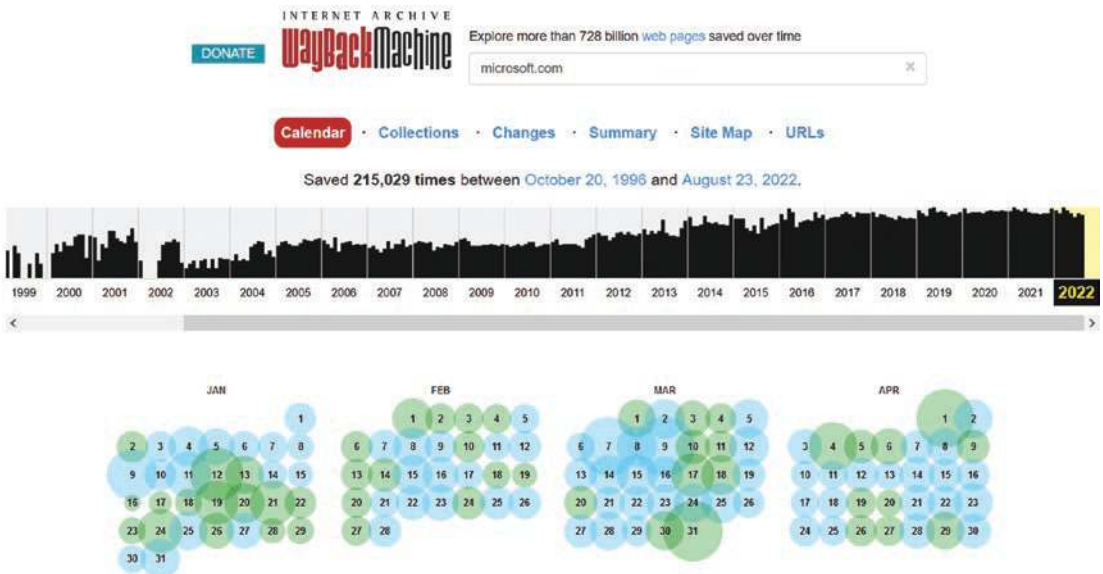 INTERNET ARCHIVE
WayBackMachine
DONATE
Explore more than 728 billion web pages saved over time
microsoft.com ×
Calendar · Collections · Changes · Summary · Site Map · URLs
Saved 215,029 times between October 20, 1996 and August 23, 2022.
1999 2000 2001 2002 2003 2004 2005 2006 2007 2008 2009 2010 2011 2012 2013 2014 2015 2016 2017 2018 2019 2020 2021 2022
JAN FEB MAR APR
1 1 2 3 4 5 1 2 3 4 5 1 2
2 3 4 5 6 7 8 6 7 8 9 10 11 12 6 7 8 9 10 11 12 3 4 5 6 7 8 9
9 10 11 12 13 14 15 13 14 15 16 17 18 19 13 14 15 16 17 18 19 10 11 12 13 14 15 16
16 17 18 19 20 21 22 20 21 22 23 24 25 26 20 21 22 23 24 25 26 17 18 19 20 21 22 23
23 24 25 26 27 28 29 27 28 27 28 29 30 31 24 25 26 27 28 29 30
30 31